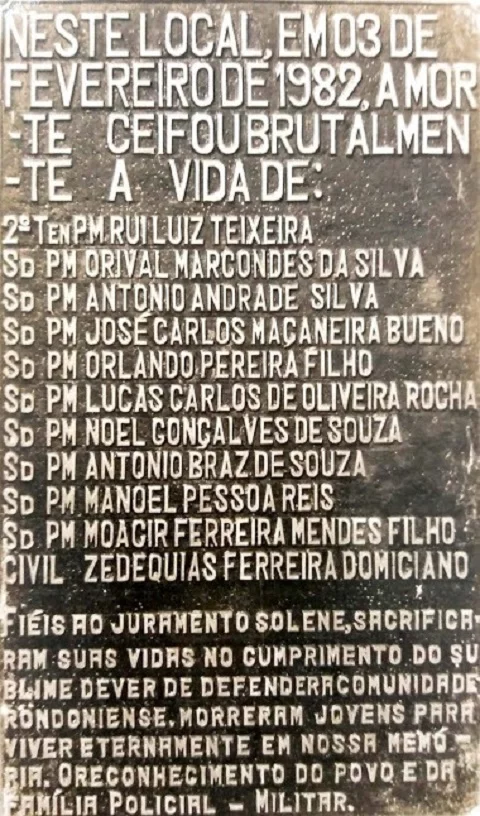 NESTE LOCAL, EM 03 DE
FEVEREIRO DE 1982, A MOR
-TE CEIFOU BRUTALMEN
-TE A VIDA DE:
2º TEN PM RUI LUIZ TEIXEIRA
SD PM ORIVAL MARCONDES DA SILVA
SD PM ANTONIO ANDRADE SILVA
SD PM JOSÉ CARLOS MAÇANEIRA BUENO
SD PM ORLANDO PEREIRA FILHO
SD PM LUCAS CARLOS DE OLIVEIRA ROCHA
SD PM NOEL GONÇALVES DE SOUZA
SD PM ANTONIO BRAZ DE SOUZA
SD PM MANOEL PESSOA REIS
SD PM MOACIR FERREIRA MENDES FILHO
CIVIL ZEDEQUIAS FERREIRA DOMICIANO
FIÉIS AO JURAMENTO SOLENE, SACRIFICA-
RAM SUAS VIDAS NO CUMPRIMENTO DO SU
BLIME DEVER DE DEFENDER A COMUNIDADE
RONDONIENSE. MORRERAM JOVENS PARA
VIVER ETERNAMENTE EM NOSSA MEMÓ-
RIA. O RECONHECIMENTO DO POVO E DA
FAMÍLIA POLICIAL - MILITAR.